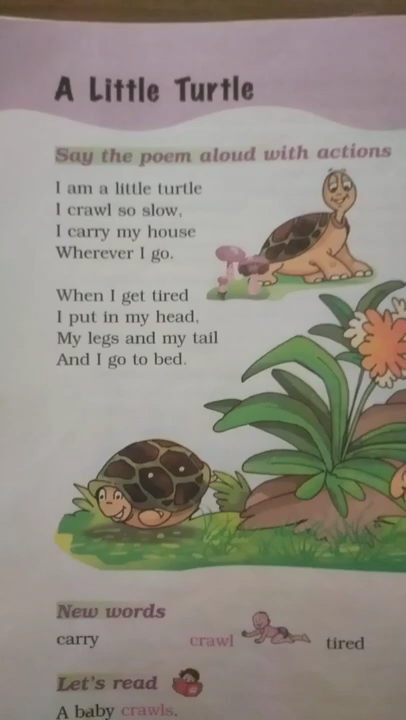 A Little Turtle
Say the poem aloud with actions
I am a little turtle
I crawl so slow,
I carry my house
Wherever I go.
When I get tired
I put in my head,
My legs and my tail
And I go to bed.
New words
carry crawl tired
Let's read
A baby crawls.